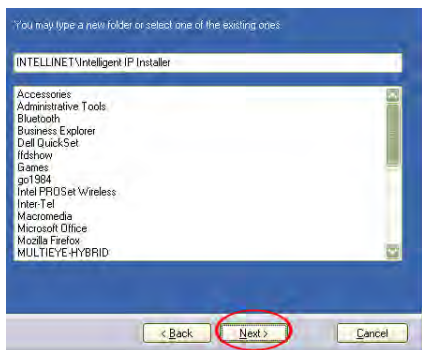 You may type a new folder or select one of the existing ones
INTELLINET\Intelligent IP Installer
Accessories
Administrative Tools
Bluetooth
Business Explorer
Dell QuickSet
ffdshow
Games
go1984
Intel PROSet Wireless
Inter-Tel
Macromedia
Microsoft Office
Mozilla Firefox
MULTIEYE-HYBRID
< Back Next > Cancel